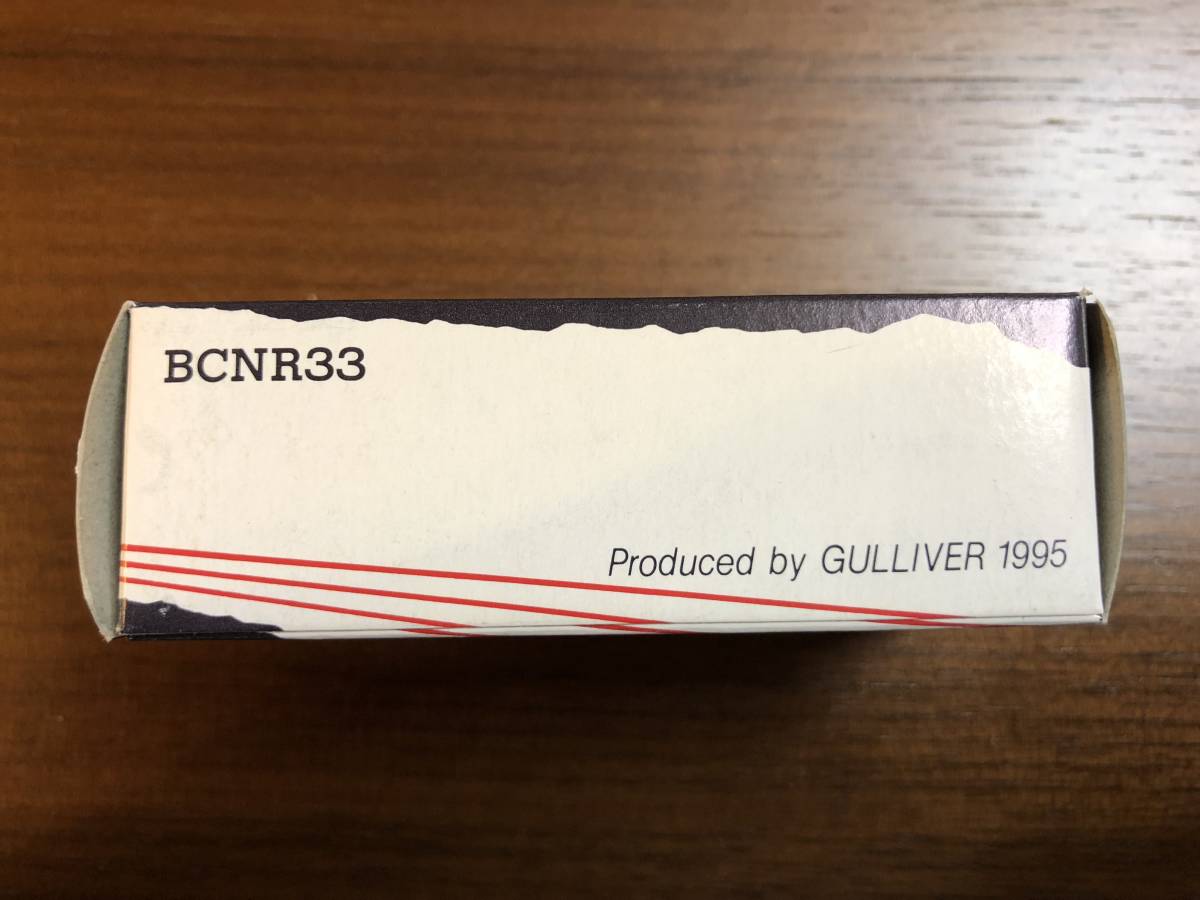 BCNR33
Produced by GULLIVER 1995